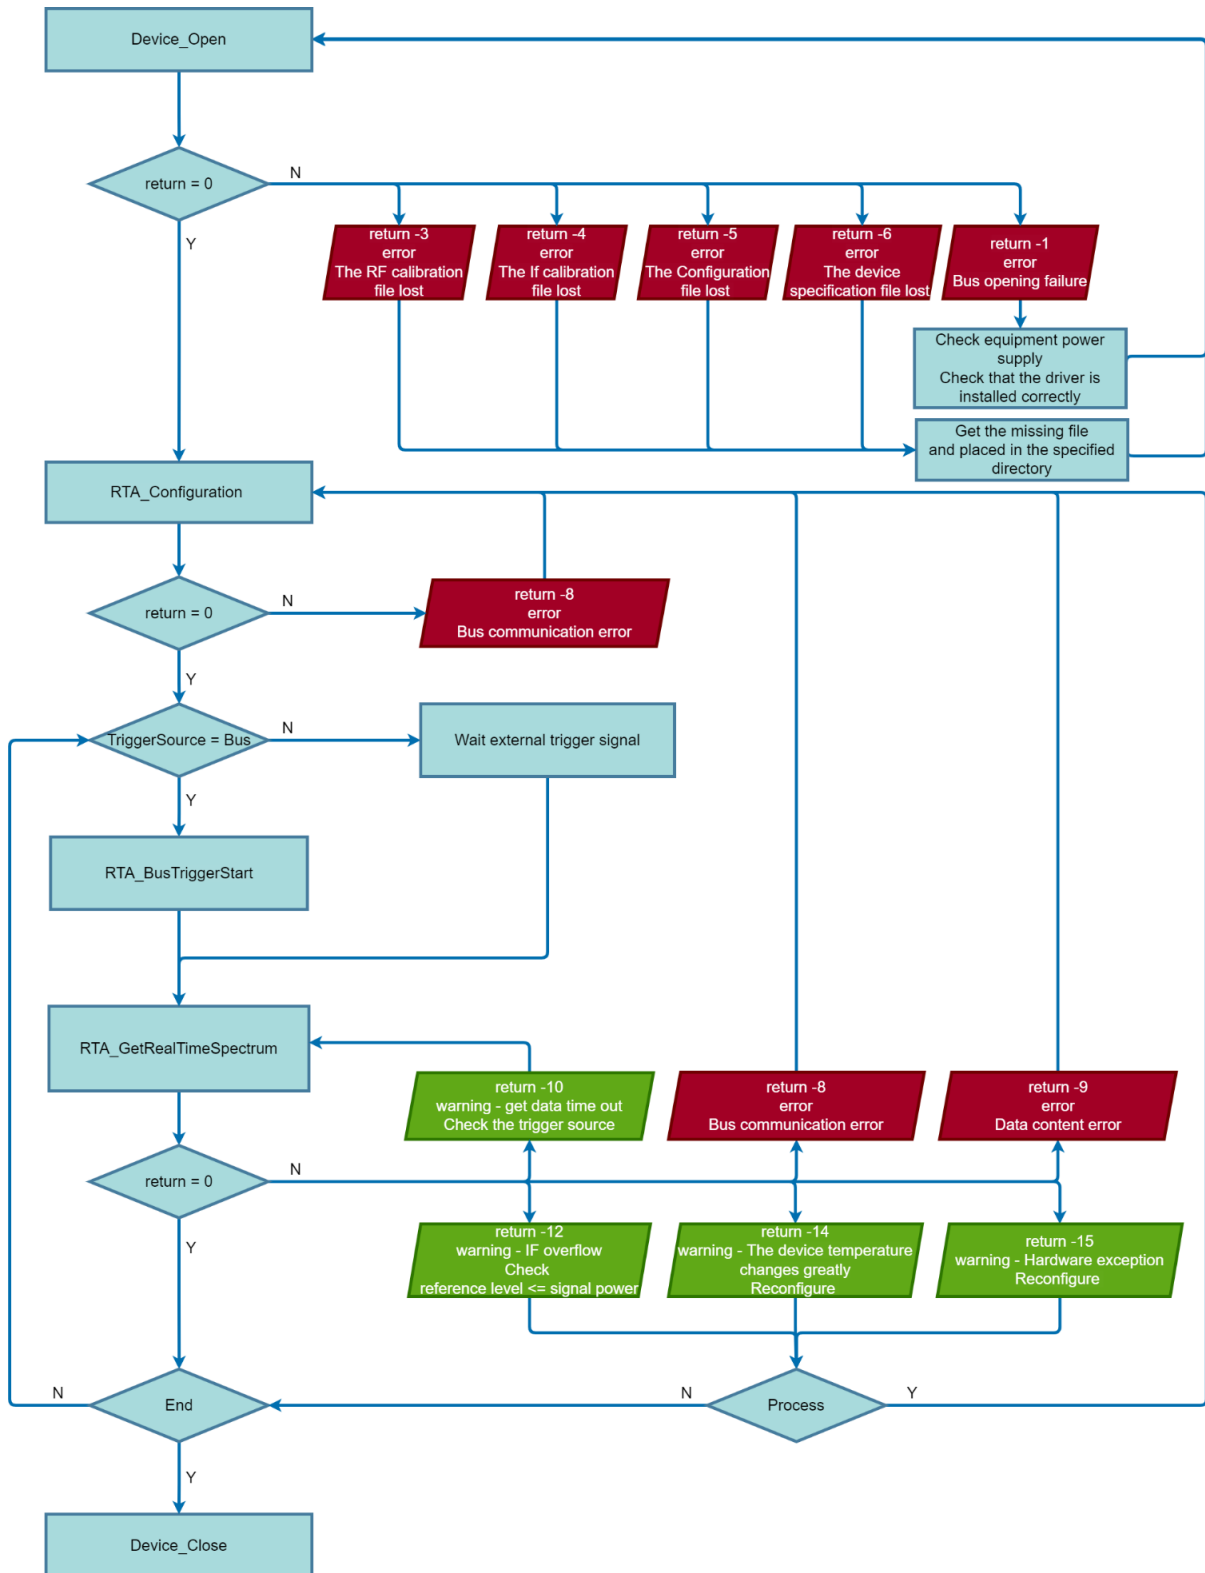 Device_Open
return = 0
N
Y
return -3
error
The RF calibration
file lost
return -4
error
The If calibration
file lost
return -5
error
The Configuration
file lost
return -6
error
The device
specification file lost
return -1
error
Bus opening failure
Check equipment power
supply
Check that the driver is
installed correctly
Get the missing file
and placed in the specified
directory
RTA_Configuration
return = 0
N
Y
return -8
error
Bus communication error
TriggerSource = Bus
N
Y
Wait external trigger signal
RTA_BusTriggerStart
RTA_GetRealTimeSpectrum
return -10
warning - get data time out
Check the trigger source
return -8
error
Bus communication error
return -9
error
Data content error
return = 0
N
Y
return -12
warning - IF overflow
Check
reference level <= signal power
return -14
warning - The device temperature
changes greatly
Reconfigure
return -15
warning - Hardware exception
Reconfigure
N
End
N
Process
Y
Y
Device_Close